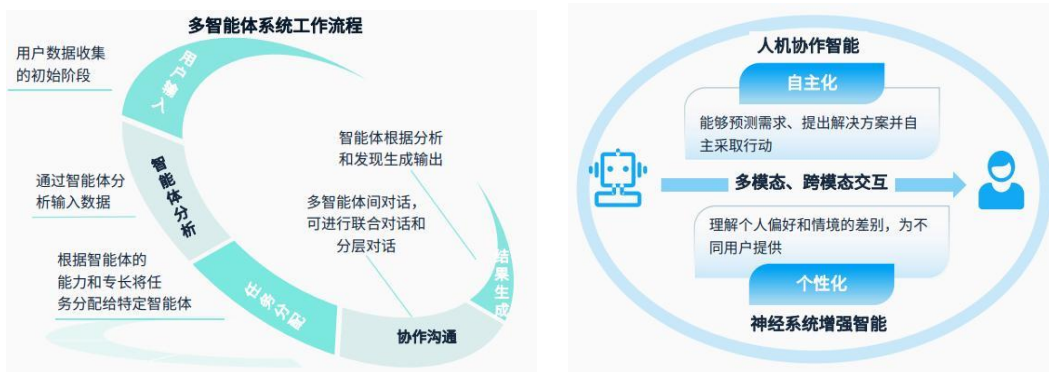 多智能体系统工作流程
用户数据收集
的初始阶段
用户输入
智能体根据分析
和发现生成输出
智能体分析
通过智能体分
析输入数据
多智能体间对话，
可进行联合对话和
分层对话
根据智能体的
能力和专长将任
务分配给特定智能体
任务分配
结果生成
协作沟通
人机协作智能
自主化
能够预测需求、提出解决方案并自
主采取行动
多模态、跨模态交互
理解个人偏好和情境的差别，为不
同用户提供
个性化
神经系统增强智能